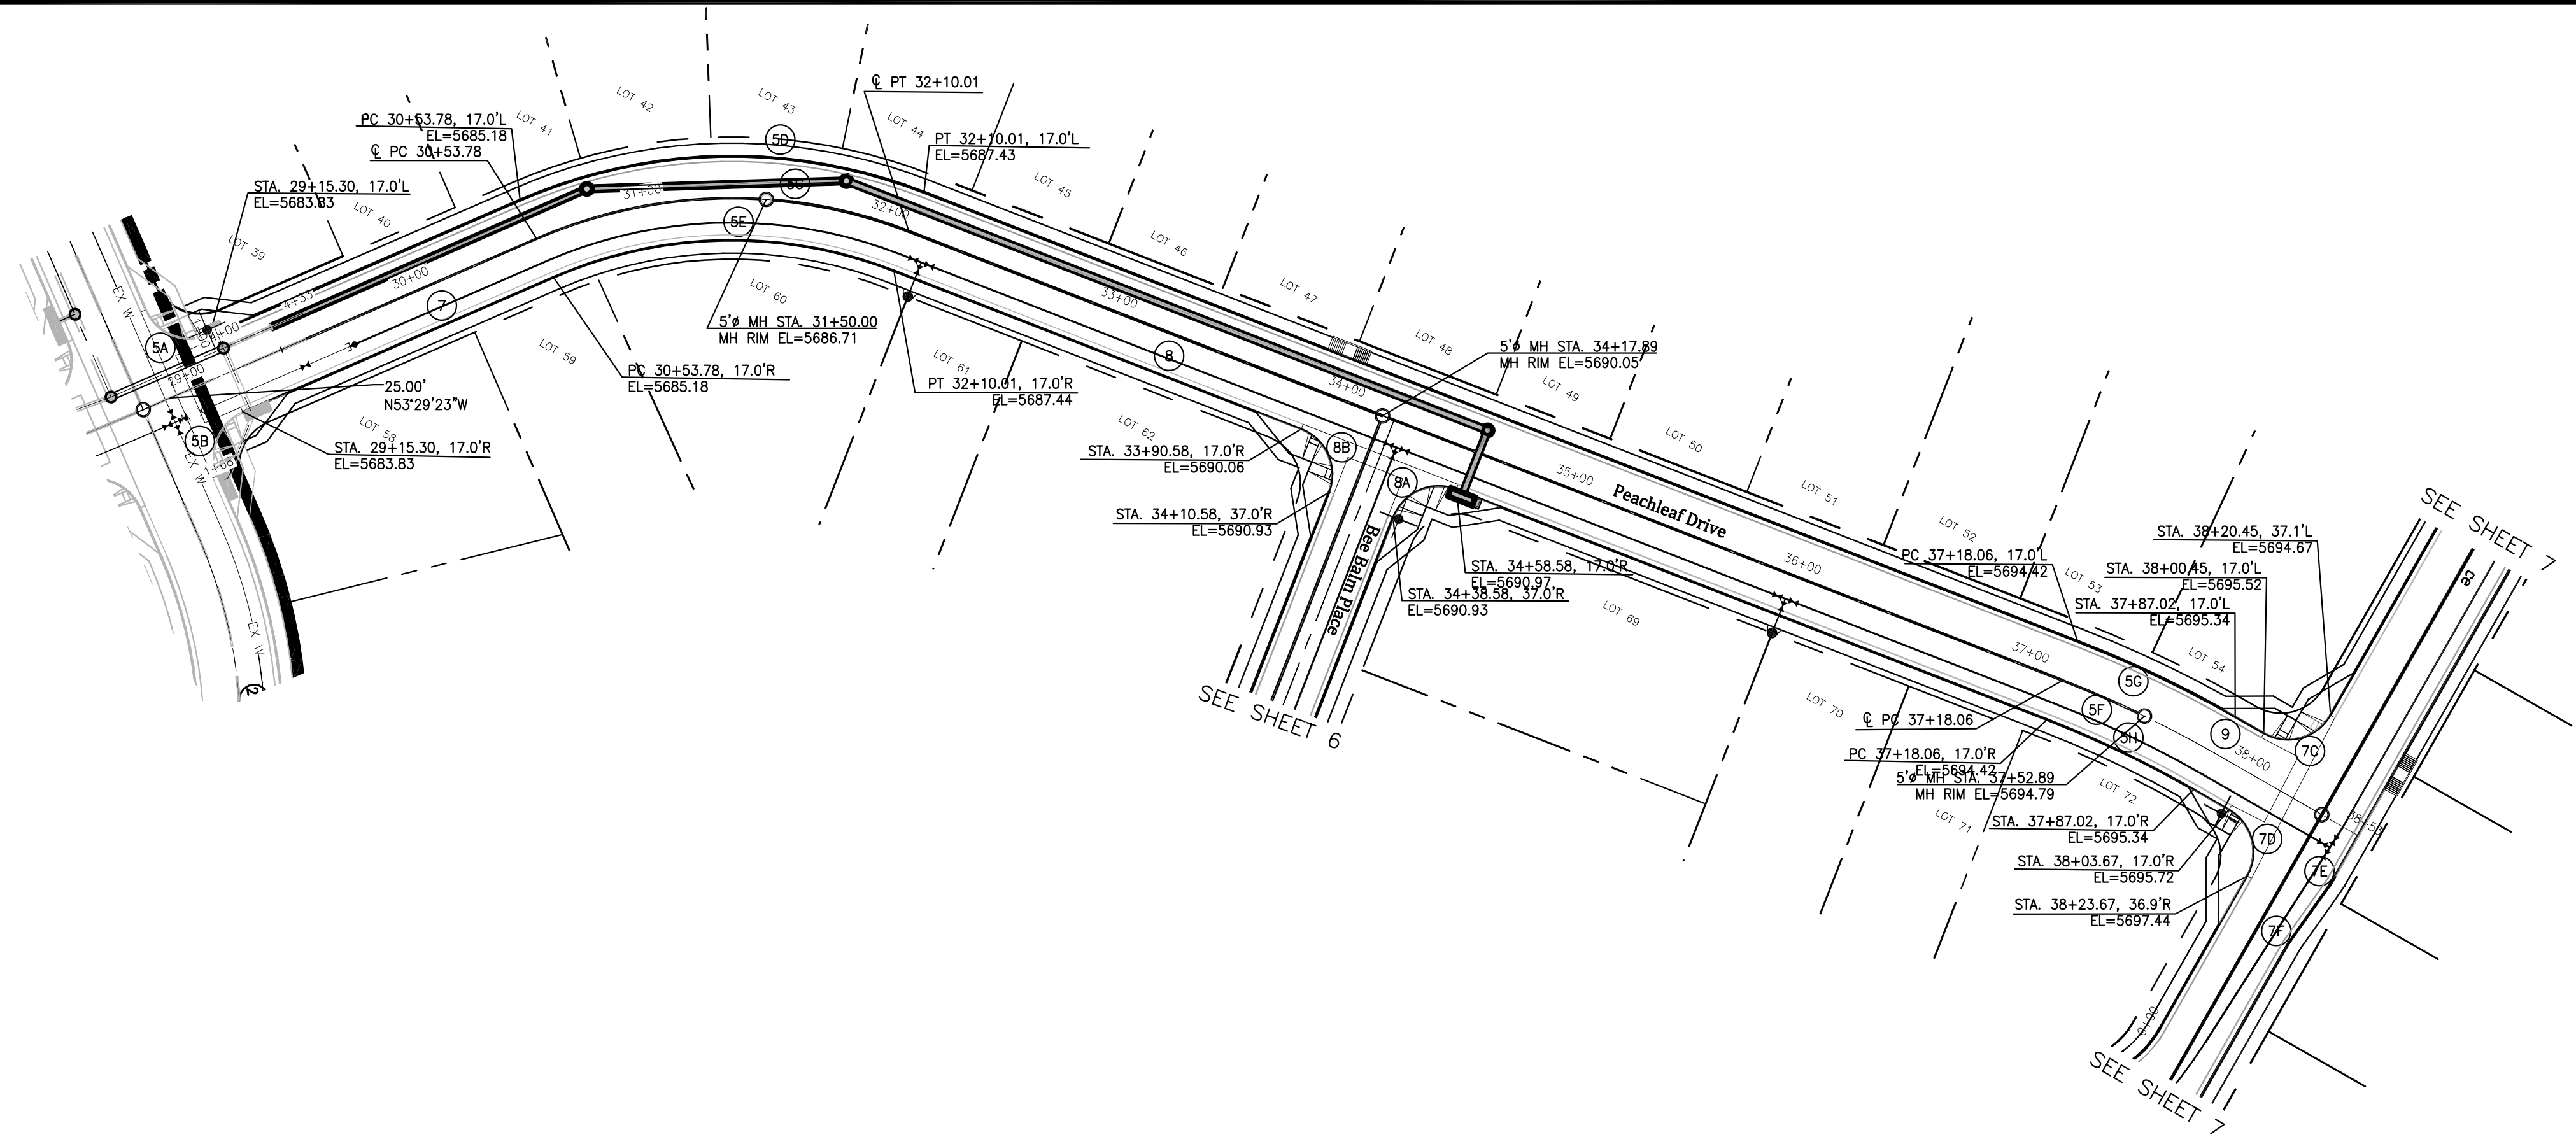 LOT 39
LOT 40
LOT 41
LOT 42
LOT 43
LOT 44
LOT 45
LOT 46
LOT 47
LOT 48
LOT 49
LOT 50
LOT 51
LOT 52
LOT 53
LOT 54
PC 30+53.78, 17.0'L
EL=5685.18
℄ PC 30+53.78
STA. 29+15.30, 17.0'L
EL=5683.83
℄ PT 32+10.01
PT 32+10.01, 17.0'L
EL=5687.43
5D
5C
5E
5A
5B
7
8
29+00
30+00
31+00
32+00
33+00
34+00
35+00
36+00
37+00
38+00
4+33
EX W
EX W
EX W
25.00'
N53°29'23"W
STA. 29+15.30, 17.0'R
EL=5683.83
LOT 58
LOT 59
LOT 60
LOT 61
LOT 62
PC 30+53.78, 17.0'R
EL=5685.18
5'ø MH STA. 31+50.00
MH RIM EL=5686.71
PT 32+10.01, 17.0'R
EL=5687.44
5'ø MH STA. 34+17.89
MH RIM EL=5690.05
STA. 33+90.58, 17.0'R
EL=5690.06
STA. 34+10.58, 37.0'R
EL=5690.93
8B
8A
Bee Balm Place
Peachleaf Drive
STA. 34+58.58, 17.0'R
EL=5690.97
STA. 34+38.58, 37.0'R
EL=5690.93
SEE SHEET 6
LOT 69
LOT 70
LOT 71
LOT 72
PC 37+18.06, 17.0'L
EL=5694.42
STA. 38+20.45, 37.1'L
EL=5694.67
STA. 38+00.45, 17.0'L
EL=5695.52
STA. 37+87.02, 17.0'L
EL=5695.34
℄ PC 37+18.06
PC 37+18.06, 17.0'R
EL=5694.42
5'ø MH STA. 37+52.89
MH RIM EL=5694.79
STA. 37+87.02, 17.0'R
EL=5695.34
STA. 38+03.67, 17.0'R
EL=5695.72
STA. 38+23.67, 36.9'R
EL=5697.44
5G
5F
5H
9
7C
7D
7E
7F
ce
SEE SHEET 7
SEE SHEET 7
2